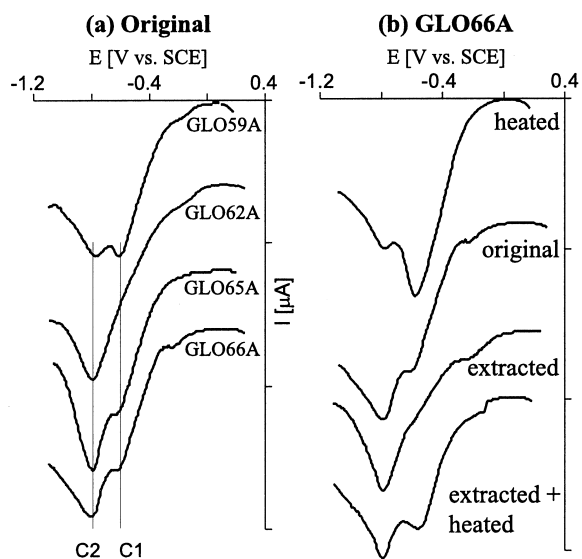 (a) Original
E [V vs. SCE]
-1.2 -0.4 0.4
GLO59A
GLO62A
GLO65A
GLO66A
C2 C1
I [µA]
(b) GLO66A
E [V vs. SCE]
-1.2 -0.4 0.4
heated
original
extracted
extracted +
heated